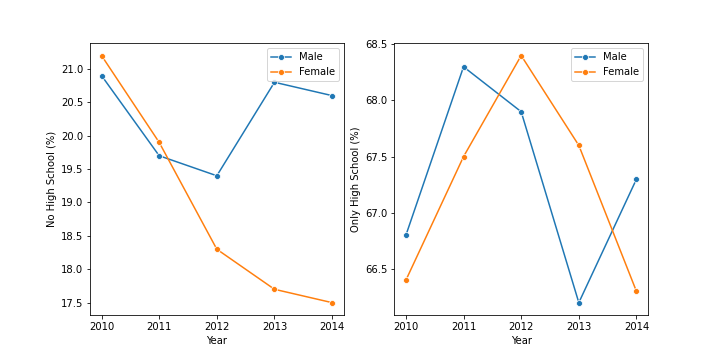 No High School (%)
21.0
20.5
20.0
19.5
19.0
18.5
18.0
17.5
2010 2011 2012 2013 2014
Year
Male
Female
Only High School (%)
68.5
68.0
67.5
67.0
66.5
2010 2011 2012 2013 2014
Year
Male
Female